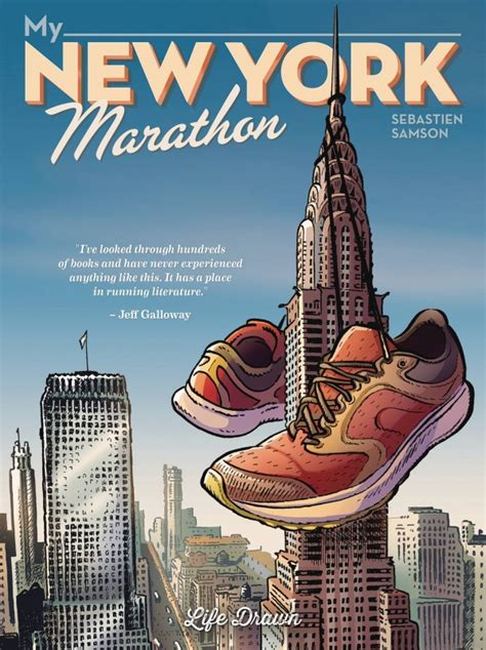 My
NEW YORK
Marathon
SEBASTIEN
SAMSON
"I've looked through hundreds
of books and have never experienced
anything like this. It has a place
in running literature."
– Jeff Galloway
Life Drawn